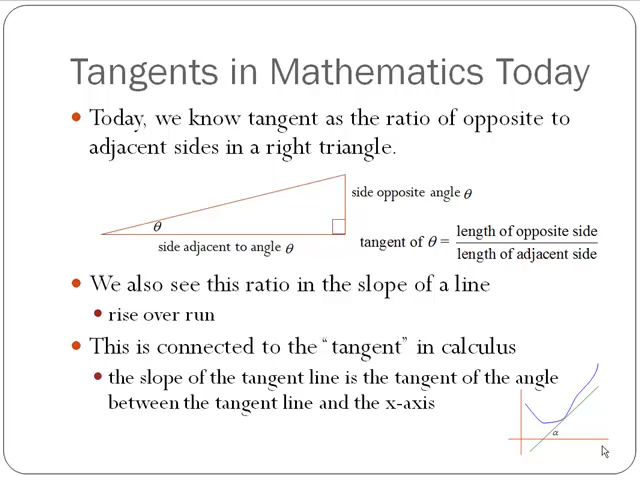 Tangents in Mathematics Today
• Today, we know tangent as the ratio of opposite to
adjacent sides in a right triangle.
side opposite angle θ
θ
side adjacent to angle θ
tangent of θ = length of opposite side
length of adjacent side
• We also see this ratio in the slope of a line
• rise over run
• This is connected to the “tangent” in calculus
• the slope of the tangent line is the tangent of the angle
between the tangent line and the x-axis
α